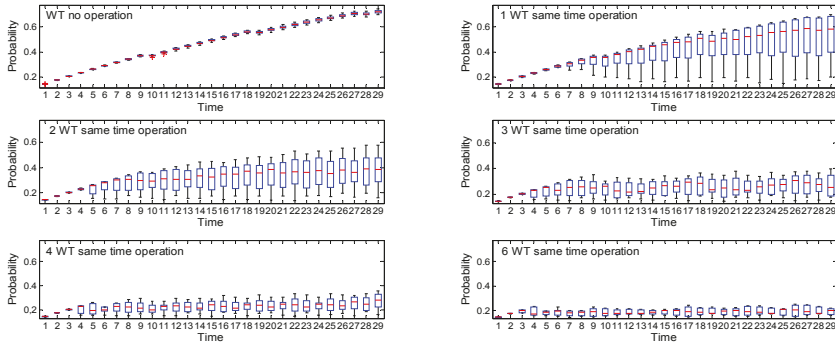 WT no operation
Probability
0.6
0.4
0.2
1 2 3 4 5 6 7 8 9 10 11 12 13 14 15 16 17 18 19 20 21 22 23 24 25 26 27 28 29
Time
1 WT same time operation
Probability
0.6
0.4
0.2
1 2 3 4 5 6 7 8 9 10 11 12 13 14 15 16 17 18 19 20 21 22 23 24 25 26 27 28 29
Time
2 WT same time operation
Probability
0.6
0.4
0.2
1 2 3 4 5 6 7 8 9 10 11 12 13 14 15 16 17 18 19 20 21 22 23 24 25 26 27 28 29
Time
3 WT same time operation
Probability
0.6
0.4
0.2
1 2 3 4 5 6 7 8 9 10 11 12 13 14 15 16 17 18 19 20 21 22 23 24 25 26 27 28 29
Time
4 WT same time operation
Probability
0.6
0.4
0.2
1 2 3 4 5 6 7 8 9 10 11 12 13 14 15 16 17 18 19 20 21 22 23 24 25 26 27 28 29
Time
6 WT same time operation
Probability
0.6
0.4
0.2
1 2 3 4 5 6 7 8 9 10 11 12 13 14 15 16 17 18 19 20 21 22 23 24 25 26 27 28 29
Time